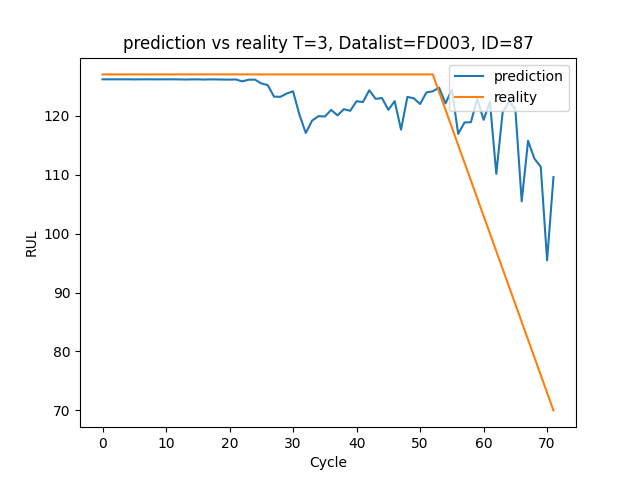 prediction vs reality T=3, Datalist=FD003, ID=87
prediction
reality
120
110
100
90
80
70
RUL
0 10 20 30 40 50 60 70
Cycle